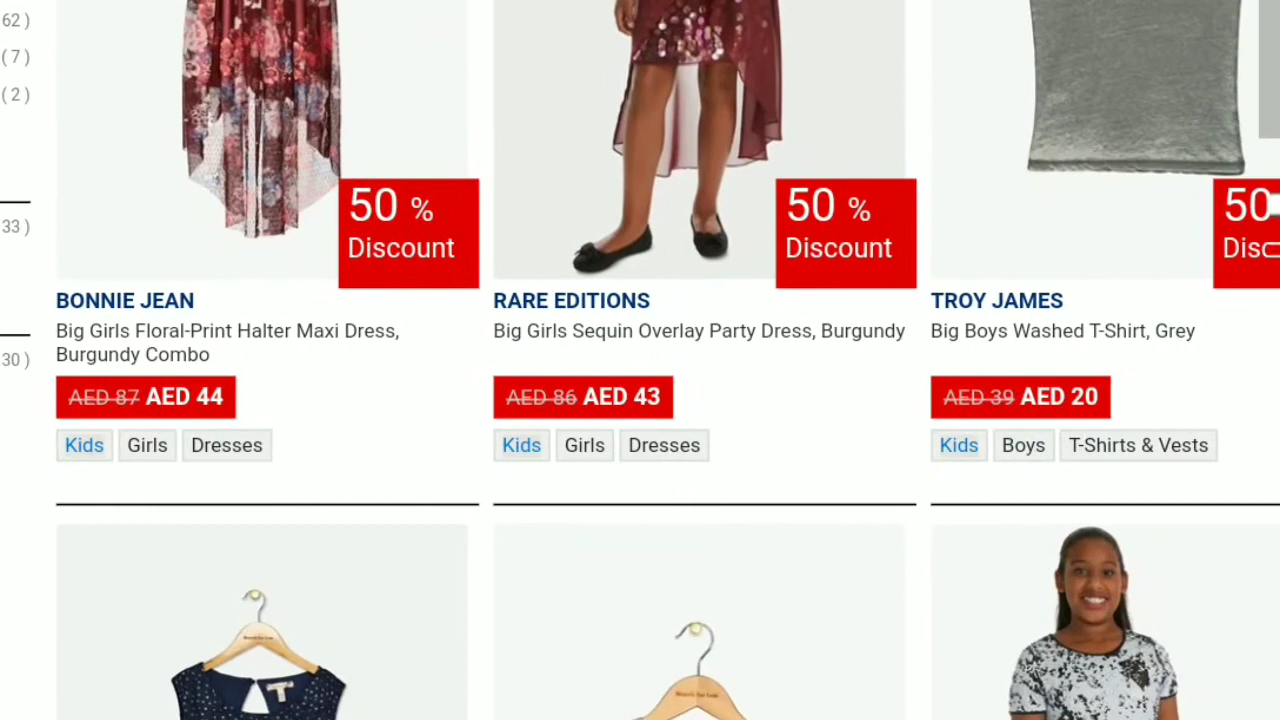 62 )
( 7 )
( 2 )
33 )
30 )
50 %
Discount
BONNIE JEAN
Big Girls Floral-Print Halter Maxi Dress,
Burgundy Combo
AED 87 AED 44
Kids Girls Dresses
50 %
Discount
RARE EDITIONS
Big Girls Sequin Overlay Party Dress, Burgundy
AED 86 AED 43
Kids Girls Dresses
50
TROY JAMES
Big Boys Washed T-Shirt, Grey
AED 39 AED 20
Kids Boys T-Shirts & Vests